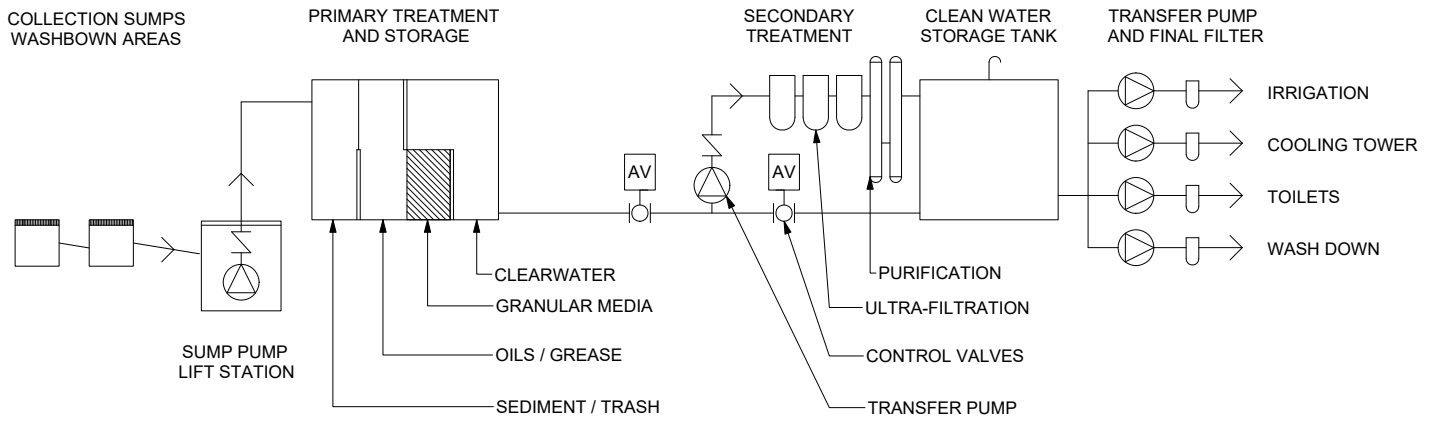 COLLECTION SUMPS
WASHBOWN AREAS
PRIMARY TREATMENT
AND STORAGE
SECONDARY
TREATMENT
CLEAN WATER
STORAGE TANK
TRANSFER PUMP
AND FINAL FILTER
IRRIGATION
COOLING TOWER
TOILETS
WASH DOWN
AV
AV
SUMP PUMP
LIFT STATION
CLEARWATER
GRANULAR MEDIA
OILS / GREASE
SEDIMENT / TRASH
PURIFICATION
ULTRA-FILTRATION
CONTROL VALVES
TRANSFER PUMP